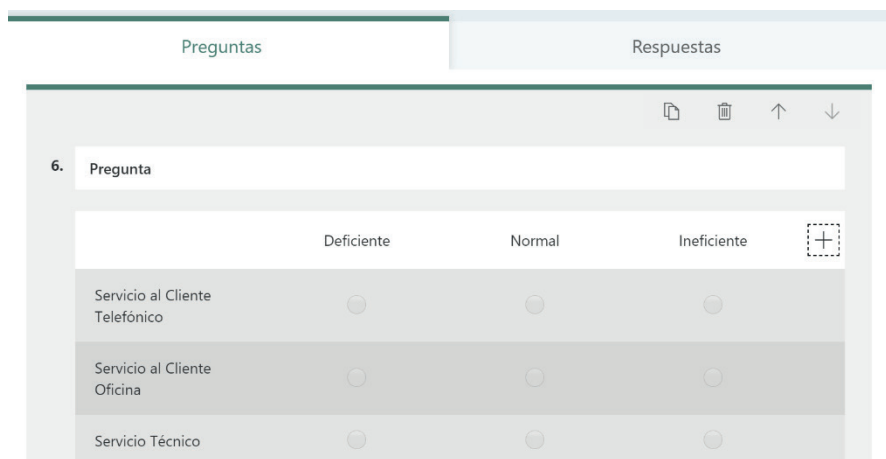 Preguntas Respuestas
6. Pregunta
Deficiente Normal Ineficiente
Servicio al Cliente
Telefónico
Servicio al Cliente
Oficina
Servicio Técnico